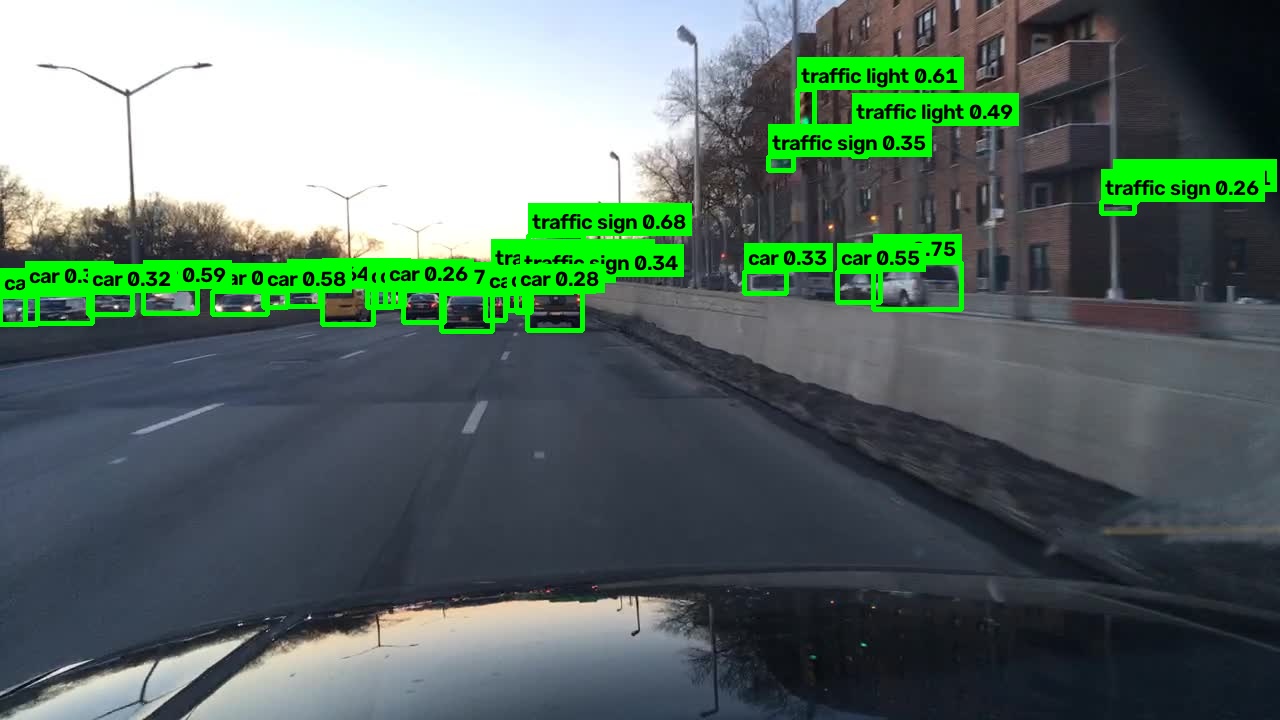 traffic light 0.61
traffic light 0.49
traffic sign 0.35
traffic sign 0.26
traffic sign 0.68
traffic sign 0.34
car 0.33
car 0.55
.75
car 0.32
0.59
car 0.58
car 0.26
car 0.28